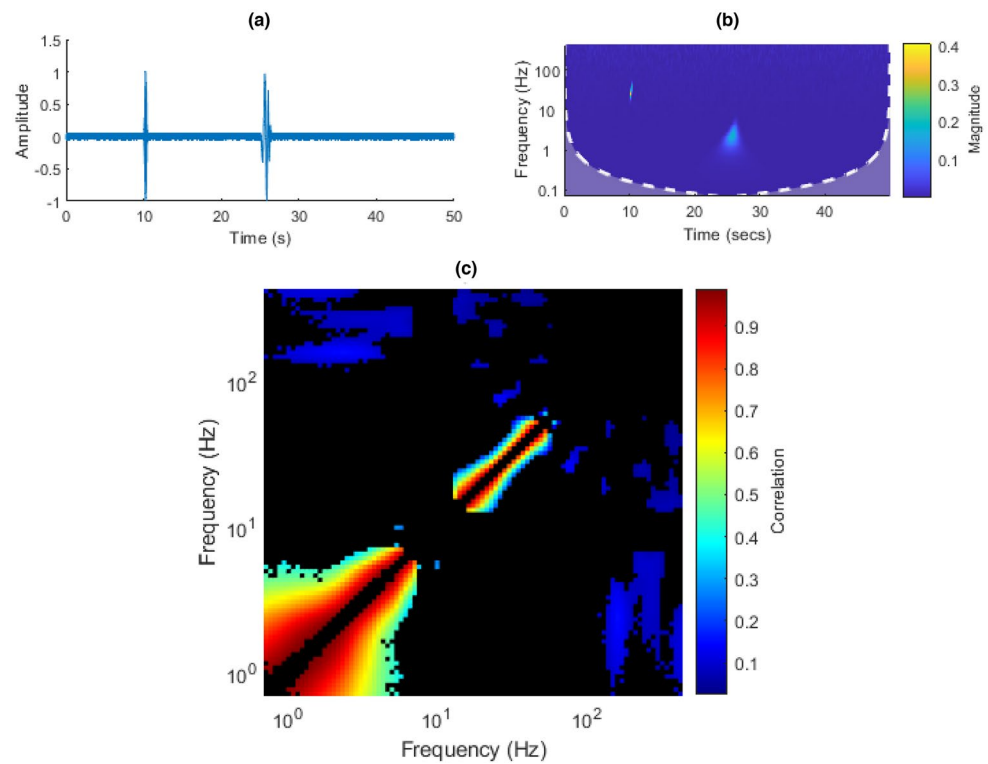 (a)
1.5
1
0.5
0
-0.5
-1
Amplitude
0 10 20 30 40 50
Time (s)
(b)
100
10
1
0.1
Frequency (Hz)
0 10 20 30 40
Time (secs)
0.4
0.3
0.2
0.1
Magnitude
(c)
10²
10¹
10⁰
Frequency (Hz)
10⁰ 10¹ 10²
Frequency (Hz)
0.9
0.8
0.7
0.6
0.5
0.4
0.3
0.2
0.1
Correlation